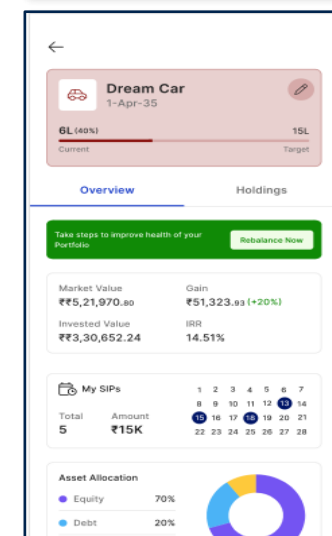 Dream Car
1-Apr-35
6L (40%) 15L
Current Target
Overview Holdings
Take steps to improve health of your Portfolio
Rebalance Now
Market Value Gain
₹₹5,21,970.80 ₹51,323.93 (+20%)
Invested Value IRR
₹₹3,30,652.24 14.51%
My SIPs
Total Amount
5 ₹15K
1 2 3 4 5 6 7
8 9 10 11 12 13 14
15 16 17 18 19 20 21
22 23 24 25 26 27 28
Asset Allocation
Equity 70%
Debt 20%